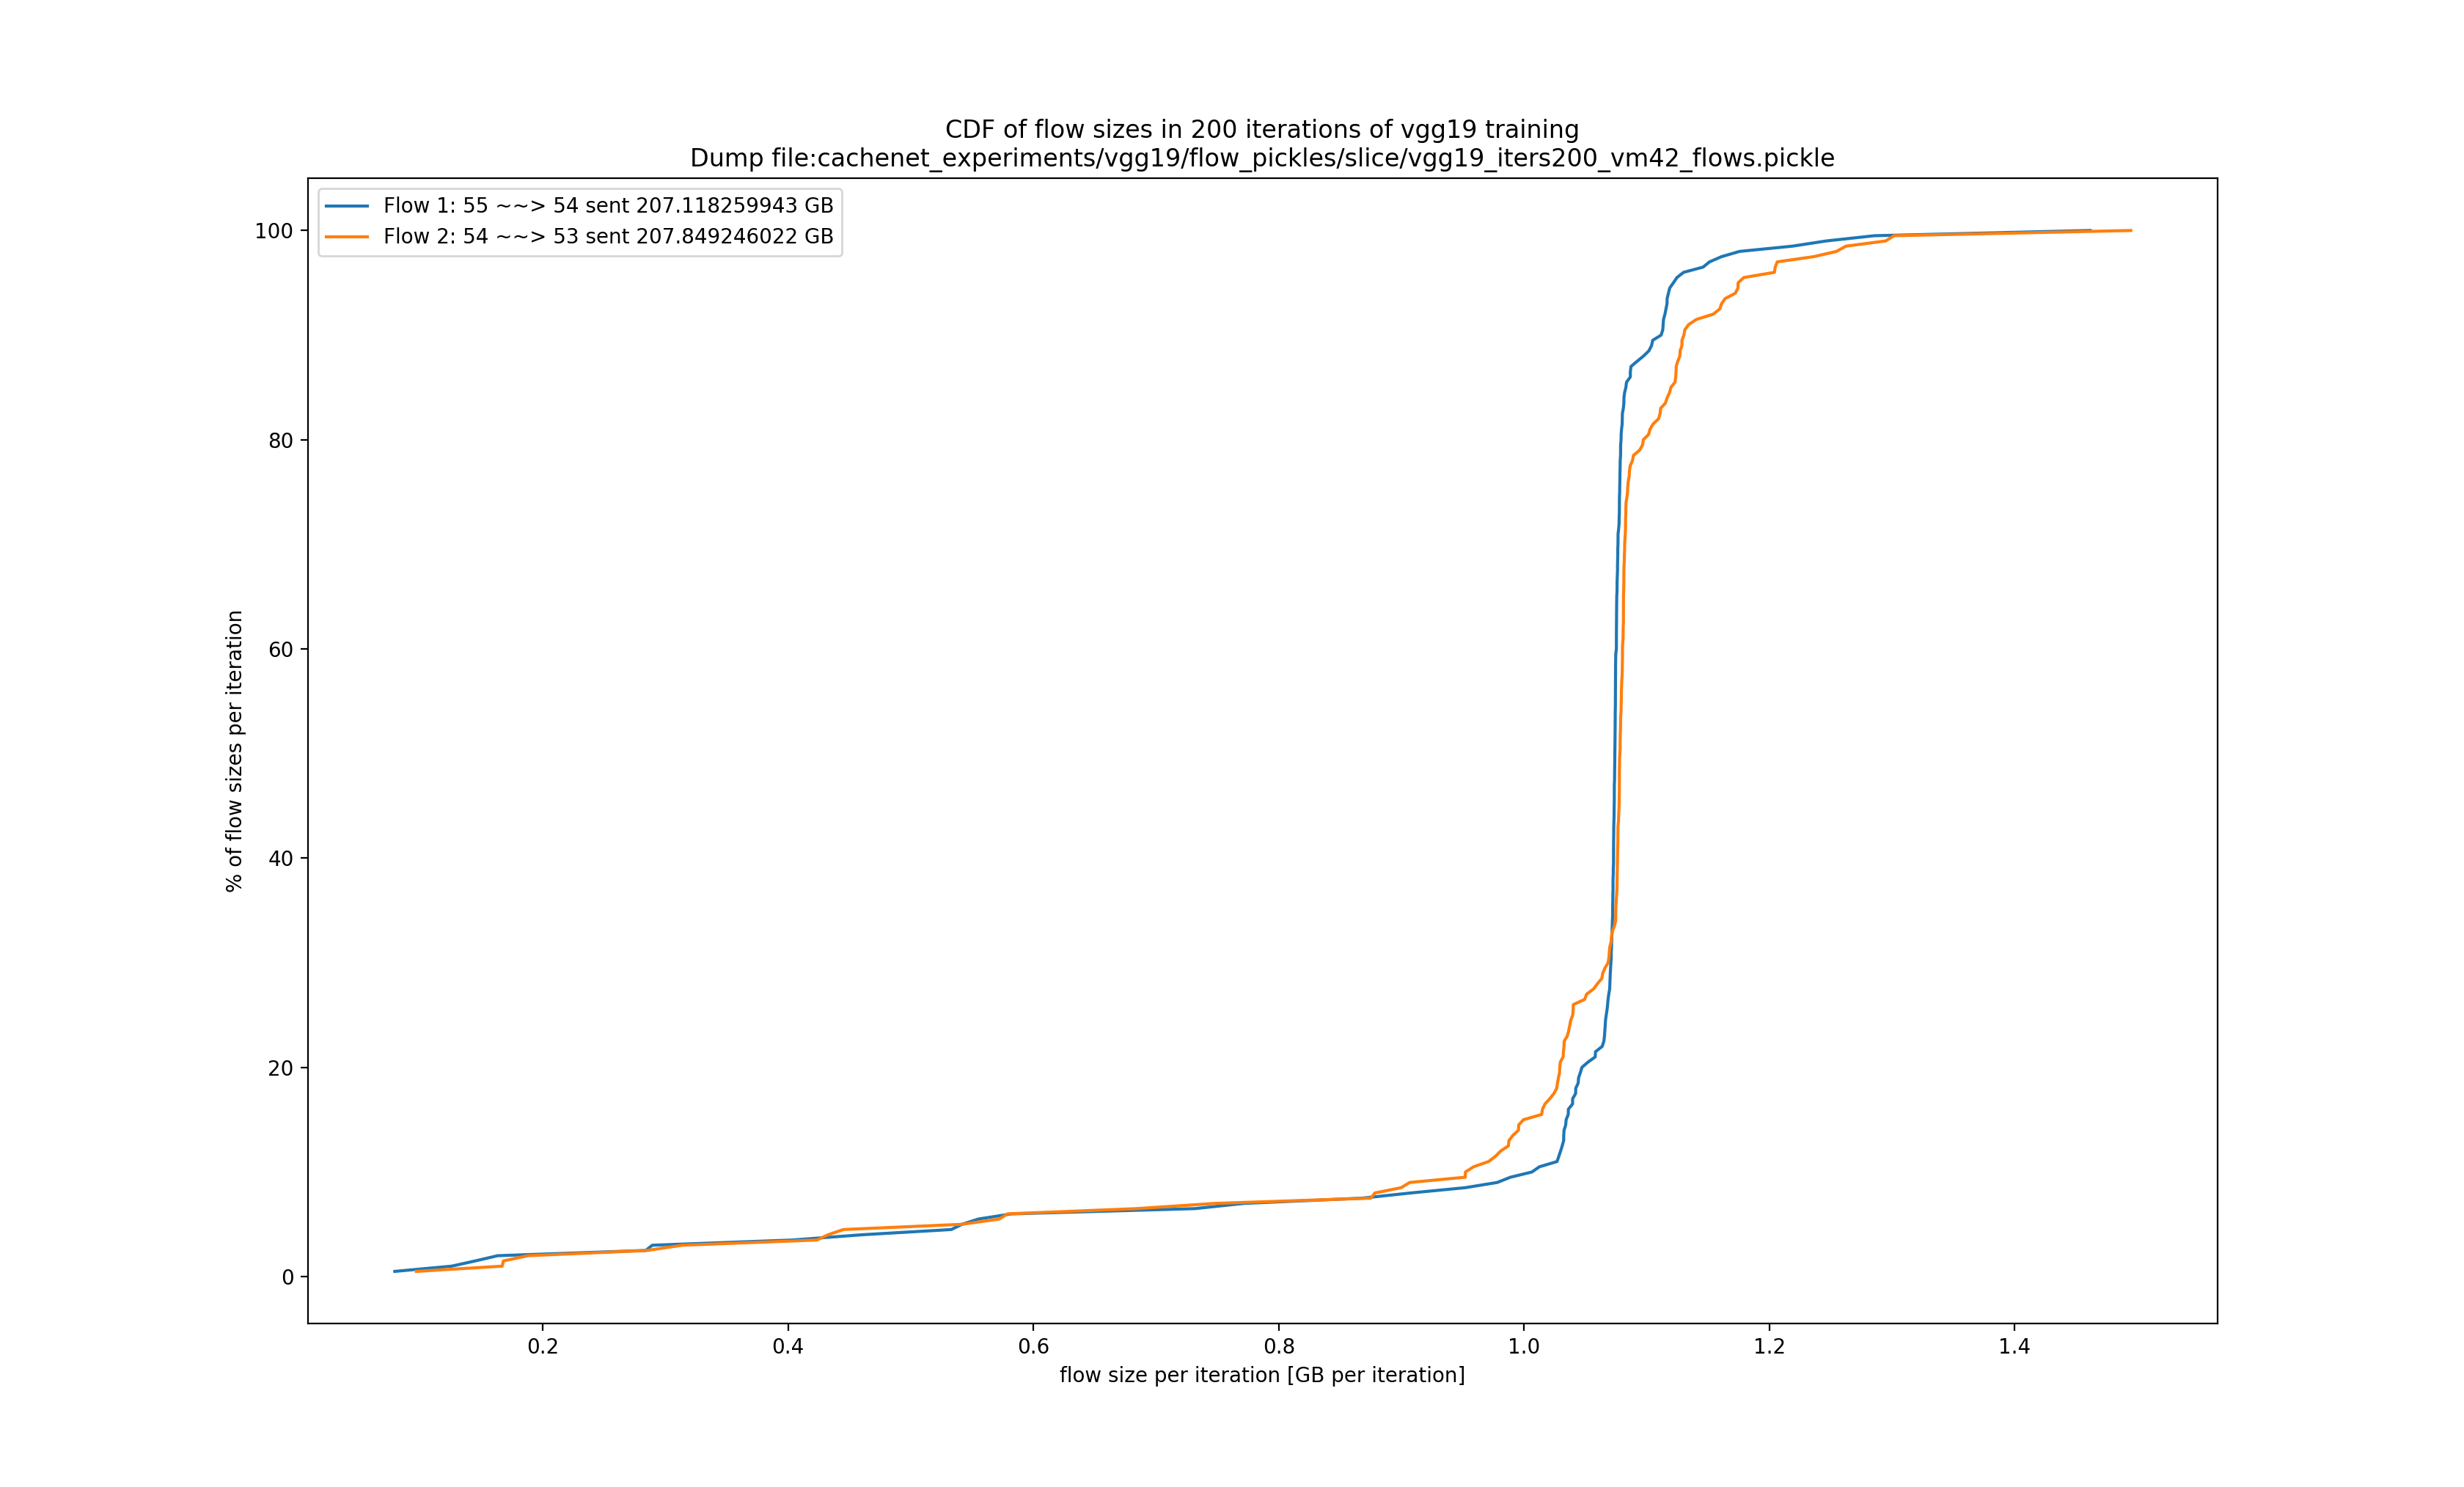 CDF of flow sizes in 200 iterations of vgg19 training
Dump file:cachenet_experiments/vgg19/flow_pickles/slice/vgg19_iters200_vm42_flows.pickle
Flow 1: 55 ~~> 54 sent 207.118259943 GB
Flow 2: 54 ~~> 53 sent 207.849246022 GB
100
80
60
40
20
0
% of flow sizes per iteration
0.2 0.4 0.6 0.8 1.0 1.2 1.4
flow size per iteration [GB per iteration]